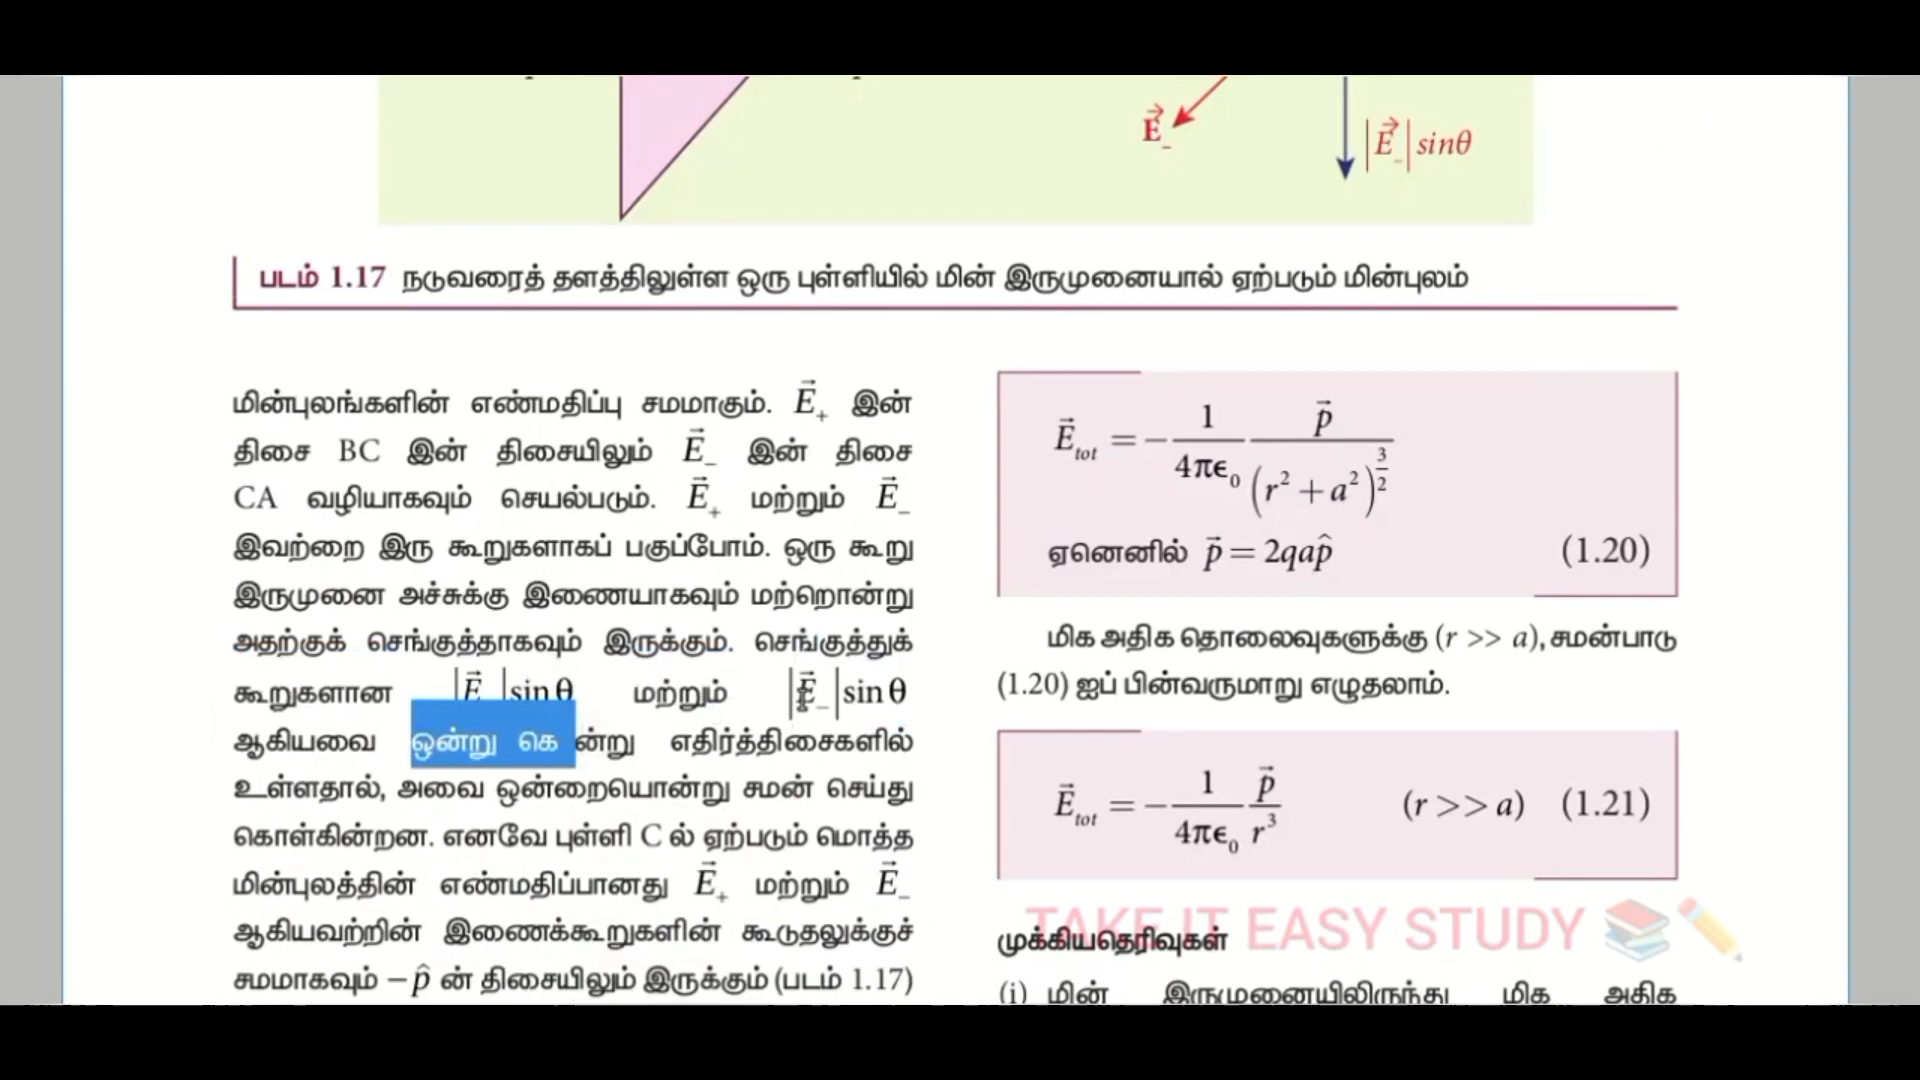 E⃗₋
|E⃗₋| sinθ
படம் 1.17 நடுவரைத் தளத்திலுள்ள ஒரு புள்ளியில் மின் இருமுனையால் ஏற்படும் மின்புலம்
மின்புலங்களின் எண்மதிப்பு சமமாகும். E⃗₊ இன்
திசை BC இன் திசையிலும் E⃗₋ இன் திசை
CA வழியாகவும் செயல்படும். E⃗₊ மற்றும் E⃗₋
இவற்றை இரு கூறுகளாகப் பகுப்போம். ஒரு கூறு
இருமுனை அச்சுக்கு இணையாகவும் மற்றொன்று
அதற்குக் செங்குத்தாகவும் இருக்கும். செங்குத்துக்
கூறுகளான |E⃗ | sin θ மற்றும் |E⃗₋| sin θ
ஆகியவை ஒன்று கெ ன்று எதிர்த்திசைகளில்
உள்ளதால், அவை ஒன்றையொன்று சமன் செய்து
கொள்கின்றன. எனவே புள்ளி C ல் ஏற்படும் மொத்த
மின்புலத்தின் எண்மதிப்பானது E⃗₊ மற்றும் E⃗₋
ஆகியவற்றின் இணைக்கூறுகளின் கூடுதலுக்குச்
சமமாகவும் −p̂ ன் திசையிலும் இருக்கும் (படம் 1.17)
E⃗tot = − 1/4πϵ₀ p⃗/(r² + a²)^(3/2)
ஏனெனில் p⃗ = 2qap̂ (1.20)
மிக அதிக தொலைவுகளுக்கு (r >> a), சமன்பாடு
(1.20) ஐப் பின்வருமாறு எழுதலாம்.
E⃗tot = − 1/4πϵ₀ p⃗/r³ (r >> a) (1.21)
TAKE IT EASY STUDY
முக்கியதெரிவுகள்
(i) மின் இருமுனையிலிருந்து மிக அதிக